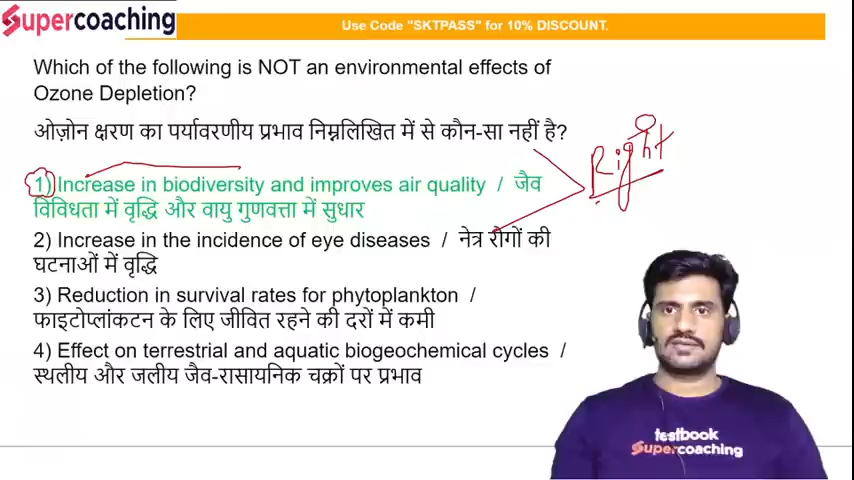 Supercoaching
Use Code "SKTPASS" for 10% DISCOUNT.
Which of the following is NOT an environmental effects of
Ozone Depletion?
ओज़ोन क्षरण का पर्यावरणीय प्रभाव निम्नलिखित में से कौन-सा नहीं है?
Right
1) Increase in biodiversity and improves air quality / जैव
विविधता में वृद्धि और वायु गुणवत्ता में सुधार
2) Increase in the incidence of eye diseases / नेत्र रोगों की
घटनाओं में वृद्धि
3) Reduction in survival rates for phytoplankton /
फाइटोप्लांकटन के लिए जीवित रहने की दरों में कमी
4) Effect on terrestrial and aquatic biogeochemical cycles /
स्थलीय और जलीय जैव-रासायनिक चक्रों पर प्रभाव
testbook
Supercoaching